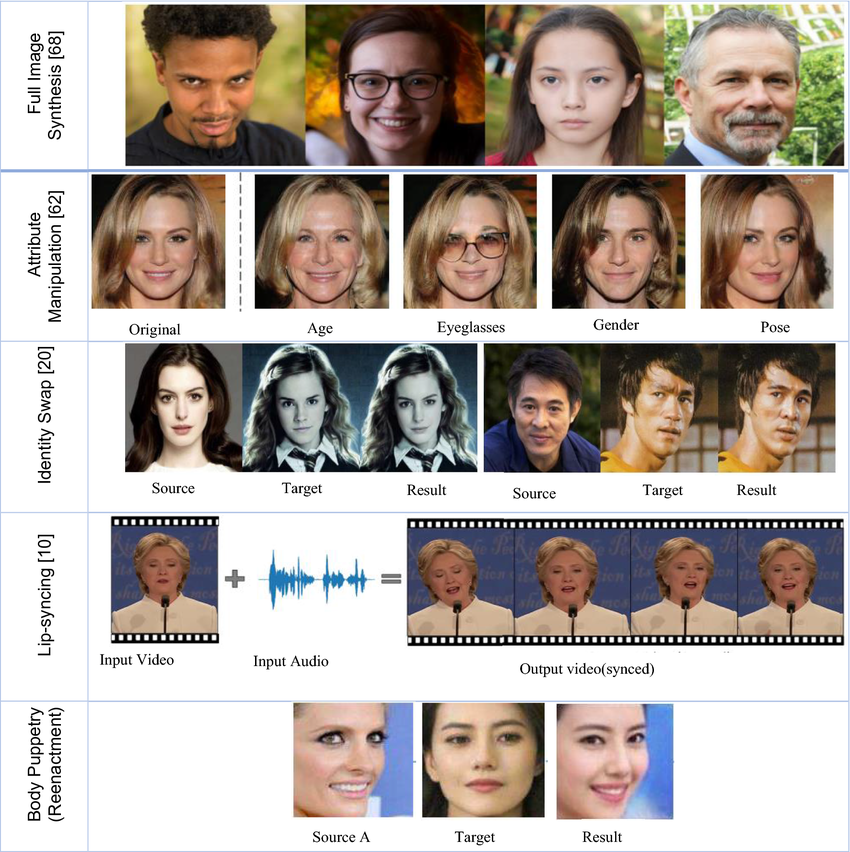 Full Image
Synthesis [68]
Attribute
Manipulation [62]
Original
Age
Eyeglasses
Gender
Pose
Identity Swap [20]
Source
Target
Result
Source
Target
Result
Lip-syncing [10]
+
=
Input Video
Input Audio
Output video(synced)
Body Puppetry
(Reenactment)
Source A
Target
Result